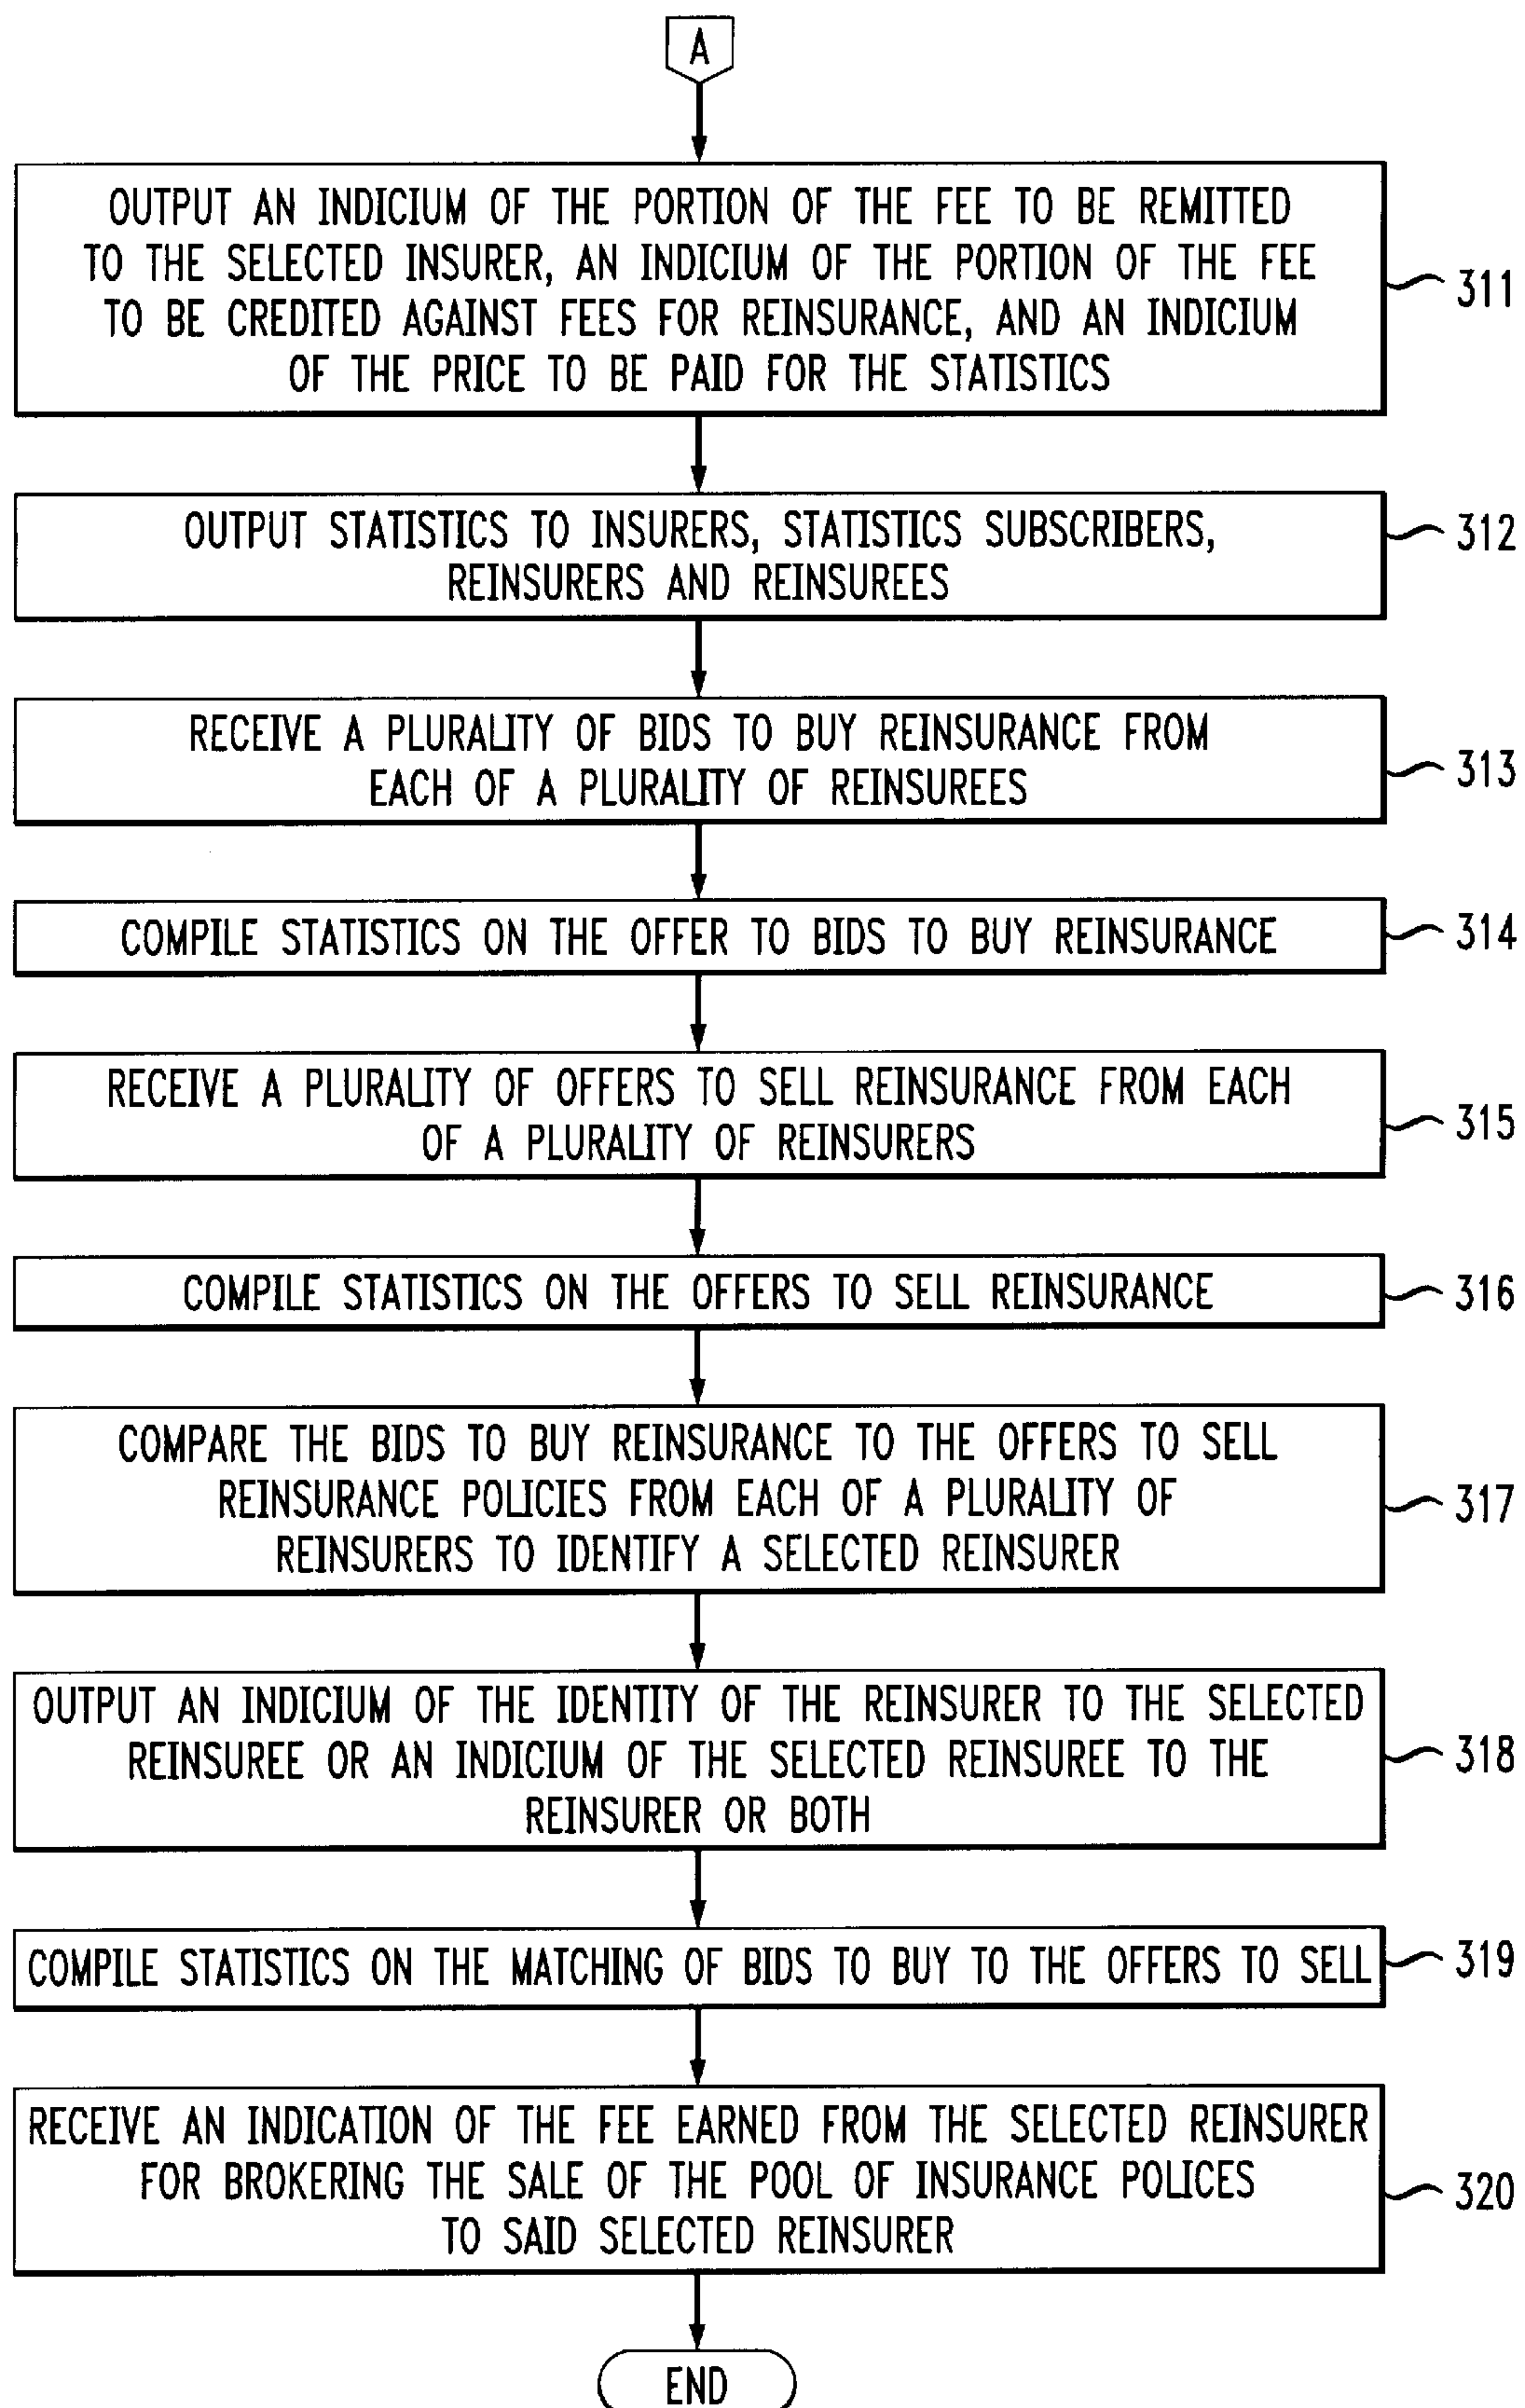 A
OUTPUT AN INDICIUM OF THE PORTION OF THE FEE TO BE REMITTED
TO THE SELECTED INSURER, AN INDICIUM OF THE PORTION OF THE FEE
TO BE CREDITED AGAINST FEES FOR REINSURANCE, AND AN INDICIUM
OF THE PRICE TO BE PAID FOR THE STATISTICS
311
OUTPUT STATISTICS TO INSURERS, STATISTICS SUBSCRIBERS,
REINSURERS AND REINSUREES
312
RECEIVE A PLURALITY OF BIDS TO BUY REINSURANCE FROM
EACH OF A PLURALITY OF REINSUREES
313
COMPILE STATISTICS ON THE OFFER TO BIDS TO BUY REINSURANCE
314
RECEIVE A PLURALITY OF OFFERS TO SELL REINSURANCE FROM EACH
OF A PLURALITY OF REINSURERS
315
COMPILE STATISTICS ON THE OFFERS TO SELL REINSURANCE
316
COMPARE THE BIDS TO BUY REINSURANCE TO THE OFFERS TO SELL
REINSURANCE POLICIES FROM EACH OF A PLURALITY OF
REINSURERS TO IDENTIFY A SELECTED REINSURER
317
OUTPUT AN INDICIUM OF THE IDENTITY OF THE REINSURER TO THE SELECTED
REINSUREE OR AN INDICIUM OF THE SELECTED REINSUREE TO THE
REINSURER OR BOTH
318
COMPILE STATISTICS ON THE MATCHING OF BIDS TO BUY TO THE OFFERS TO SELL
319
RECEIVE AN INDICATION OF THE FEE EARNED FROM THE SELECTED REINSURER
FOR BROKERING THE SALE OF THE POOL OF INSURANCE POLICES
TO SAID SELECTED REINSURER
320
END